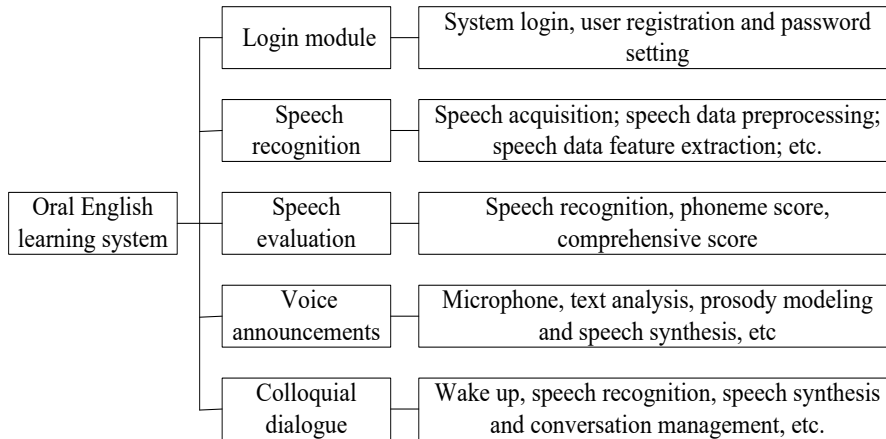 Login module
System login, user registration and password
setting
Speech
recognition
Speech acquisition; speech data preprocessing;
speech data feature extraction; etc.
Oral English
learning system
Speech
evaluation
Speech recognition, phoneme score,
comprehensive score
Voice
announcements
Microphone, text analysis, prosody modeling
and speech synthesis, etc
Colloquial
dialogue
Wake up, speech recognition, speech synthesis
and conversation management, etc.